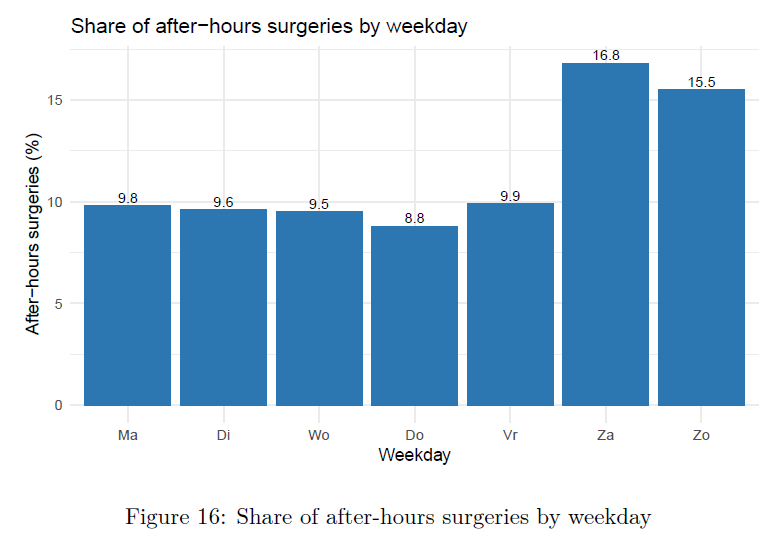 Share of after−hours surgeries by weekday
After−hours surgeries (%)
15
10
5
0
9.8
9.6
9.5
8.8
9.9
16.8
15.5
Ma Di Wo Do Vr Za Zo
Weekday
Figure 16: Share of after-hours surgeries by weekday